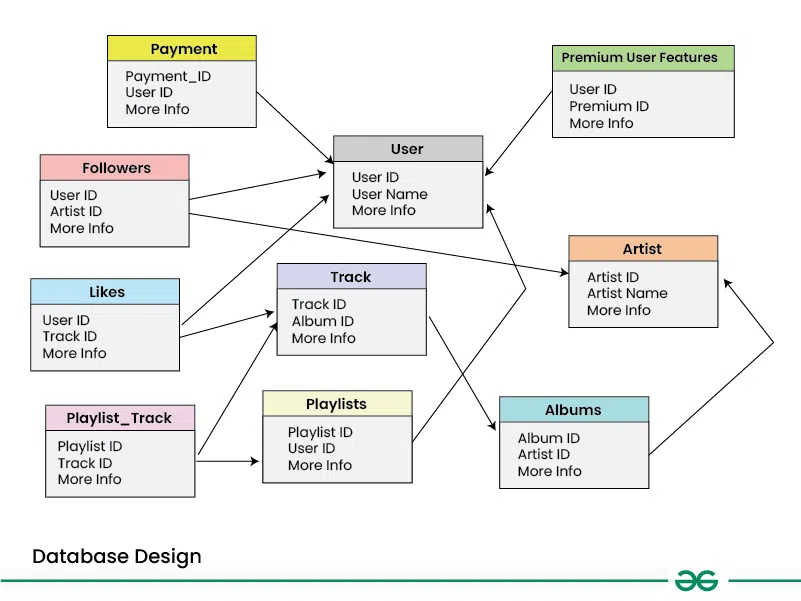 Payment
Payment_ID
User ID
More Info
Premium User Features
User ID
Premium ID
More Info
User
User ID
User Name
More Info
Followers
User ID
Artist ID
More Info
Artist
Artist ID
Artist Name
More Info
Track
Track ID
Album ID
More Info
Likes
User ID
Track ID
More Info
Playlists
Playlist ID
User ID
More Info
Albums
Album ID
Artist ID
More Info
Playlist_Track
Playlist ID
Track ID
More Info
Database Design